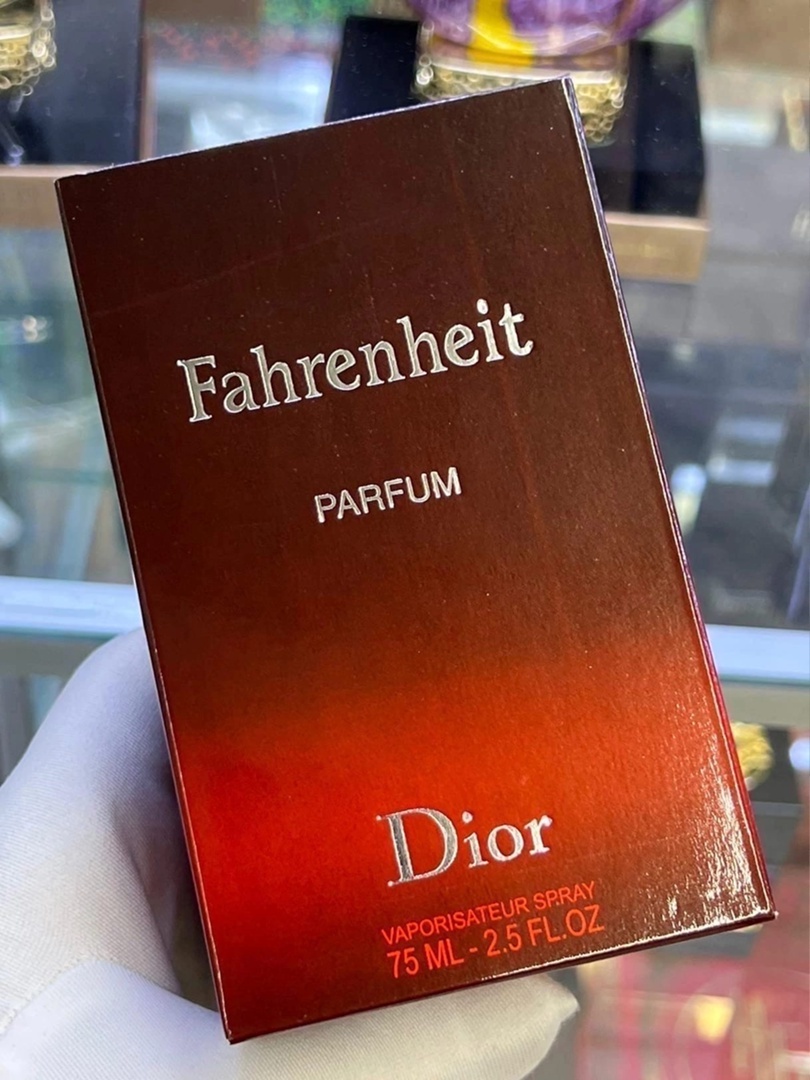 Fahrenheit
PARFUM
Dior
VAPORISATEUR SPRAY
75 ML - 2.5 FL.OZ